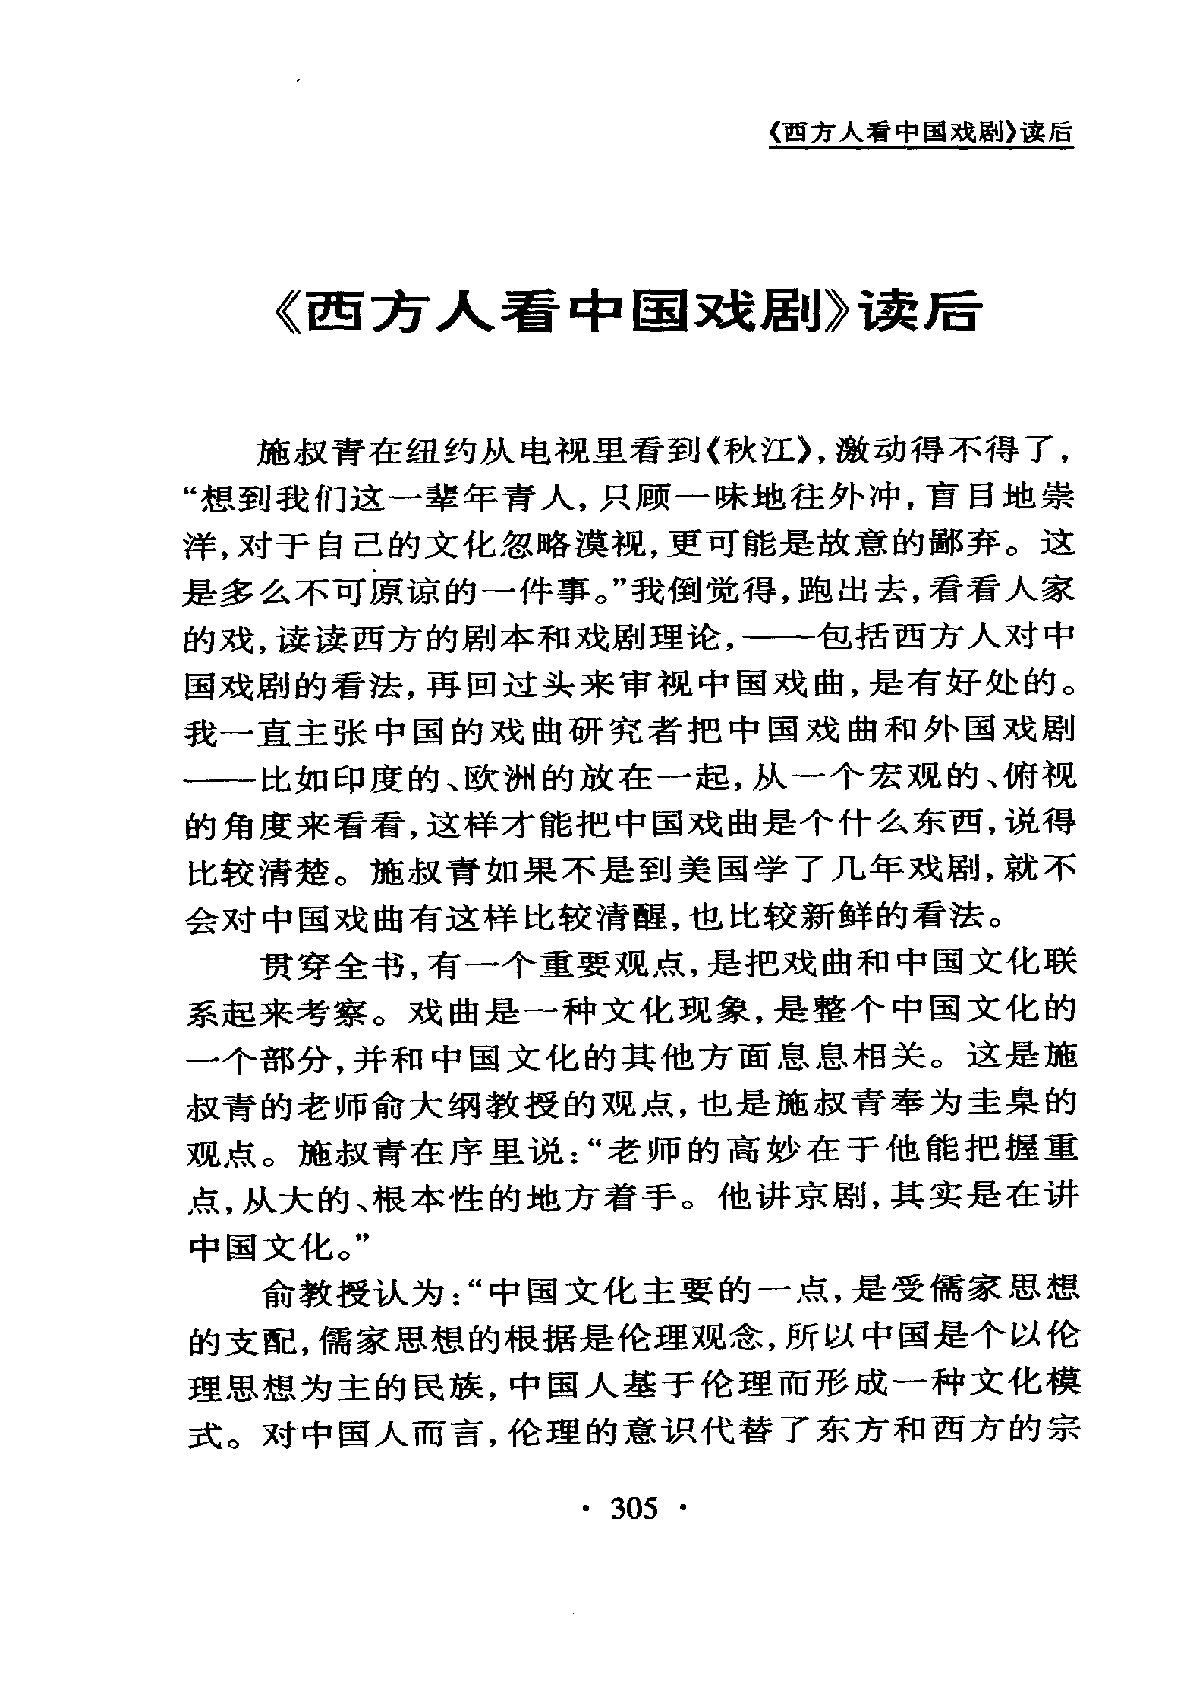 《西方人看中国戏剧》读后
《西方人看中国戏剧》读后
施叔青在纽约从电视里看到《秋江》,激动得不得了,
“想到我们这一辈年青人,只顾一味地往外冲,盲目地崇
洋,对于自己的文化忽略漠视,更可能是故意的鄙弃。这
是多么不可原谅的一件事。”我倒觉得,跑出去,看看人家
的戏,读读西方的剧本和戏剧理论,——包括西方人对中
国戏剧的看法,再回过头来审视中国戏曲,是有好处的。
我一直主张中国的戏曲研究者把中国戏曲和外国戏剧
——比如印度的、欧洲的放在一起,从一个宏观的、俯视
的角度来看看,这样才能把中国戏曲是个什么东西,说得
比较清楚。施叔青如果不是到美国学了几年戏剧,就不
会对中国戏曲有这样比较清醒,也比较新鲜的看法。
贯穿全书,有一个重要观点,是把戏曲和中国文化联
系起来考察。戏曲是一种文化现象,是整个中国文化的
一个部分,并和中国文化的其他方面息息相关。这是施
叔青的老师俞大纲教授的观点,也是施叔青奉为圭臬的
观点。施叔青在序里说:“老师的高妙在于他能把握重
点,从大的、根本性的地方着手。他讲京剧,其实是在讲
中国文化。”
俞教授认为:“中国文化主要的一点,是受儒家思想
的支配,儒家思想的根据是伦理观念,所以中国是个以伦
理思想为主的民族,中国人基于伦理而形成一种文化模
式。对中国人而言,伦理的意识代替了东方和西方的宗
· 305 ·